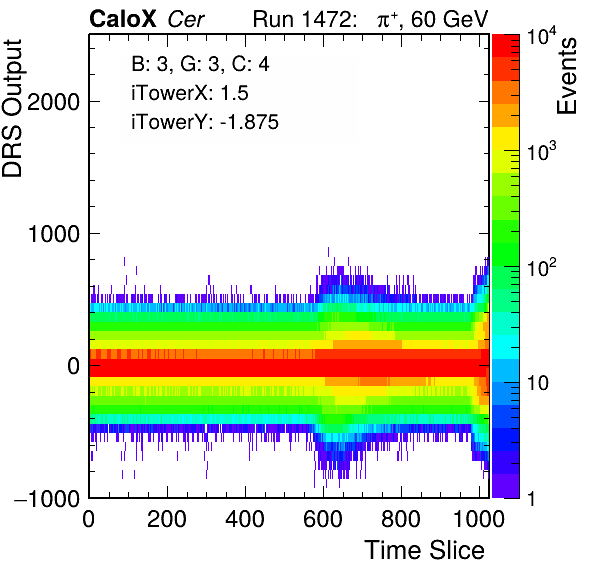 CaloX Cer Run 1472: π⁺, 60 GeV
B: 3, G: 3, C: 4
iTowerX: 1.5
iTowerY: -1.875
DRS Output
2000
1000
0
−1000
0 200 400 600 800 1000
Time Slice
Events
10⁴
10³
10²
10
1